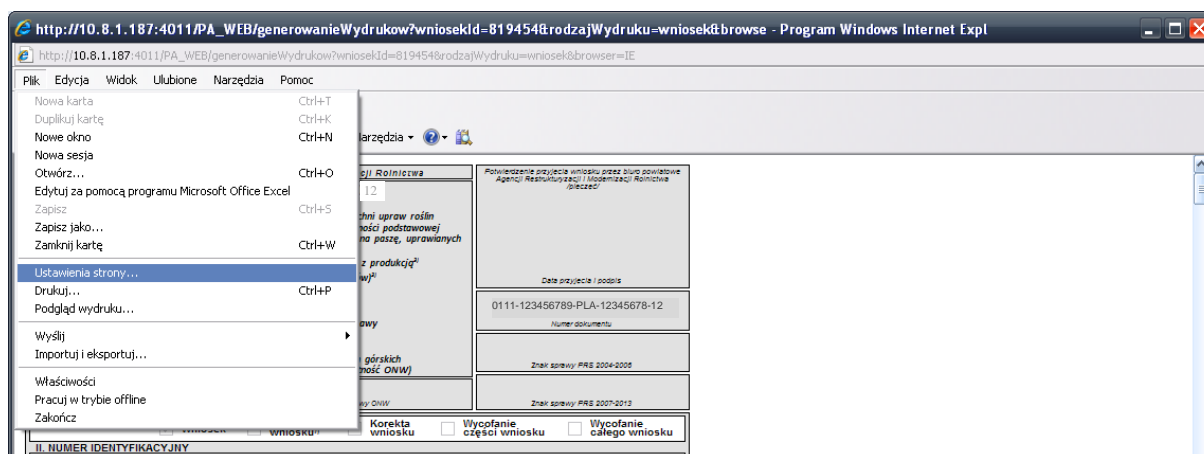 http://10.8.1.187:4011/PA_WEB/generowanieWydrukow?wniosekId=819454&rodzajWydruku=wniosek&browse - Program Windows Internet Expl
http://10.8.1.187:4011/PA_WEB/generowanieWydrukow?wniosekId=819454&rodzajWydruku=wniosek&browser=IE
Plik Edycja Widok Ulubione Narzędzia Pomoc
Nowa karta Ctrl+T
Duplikuj kartę Ctrl+K
Nowe okno Ctrl+N
Nowa sesja
Otwórz... Ctrl+O
Edytuj za pomocą programu Microsoft Office Excel
Zapisz Ctrl+S
Zapisz jako...
Zamknij kartę Ctrl+W
Ustawienia strony...
Drukuj... Ctrl+P
Podgląd wydruku...
Wyślij
Importuj i eksportuj...
Właściwości
Pracuj w trybie offline
Zakończ
arzędzia
cji Rolnictwa
12
chni upraw roślin
ności podstawowej
na paszę, uprawianych
z produkcją2)
w)2)
awy
górskich
ność ONW)
wy ONW
Potwierdzenie przyjęcia wniosku przez biuro powiatowe
Agencji Restrukturyzacji i Modernizacji Rolnictwa
/pieczęć/
Data przyjęcia i podpis
0111-123456789-PLA-12345678-12
Numer dokumentu
Znak sprawy PRS 2004-2006
Znak sprawy PRS 2007-2013
wniosku
Korekta
wniosku
Wycofanie
części wniosku
Wycofanie
całego wniosku
II. NUMER IDENTYFIKACYJNY